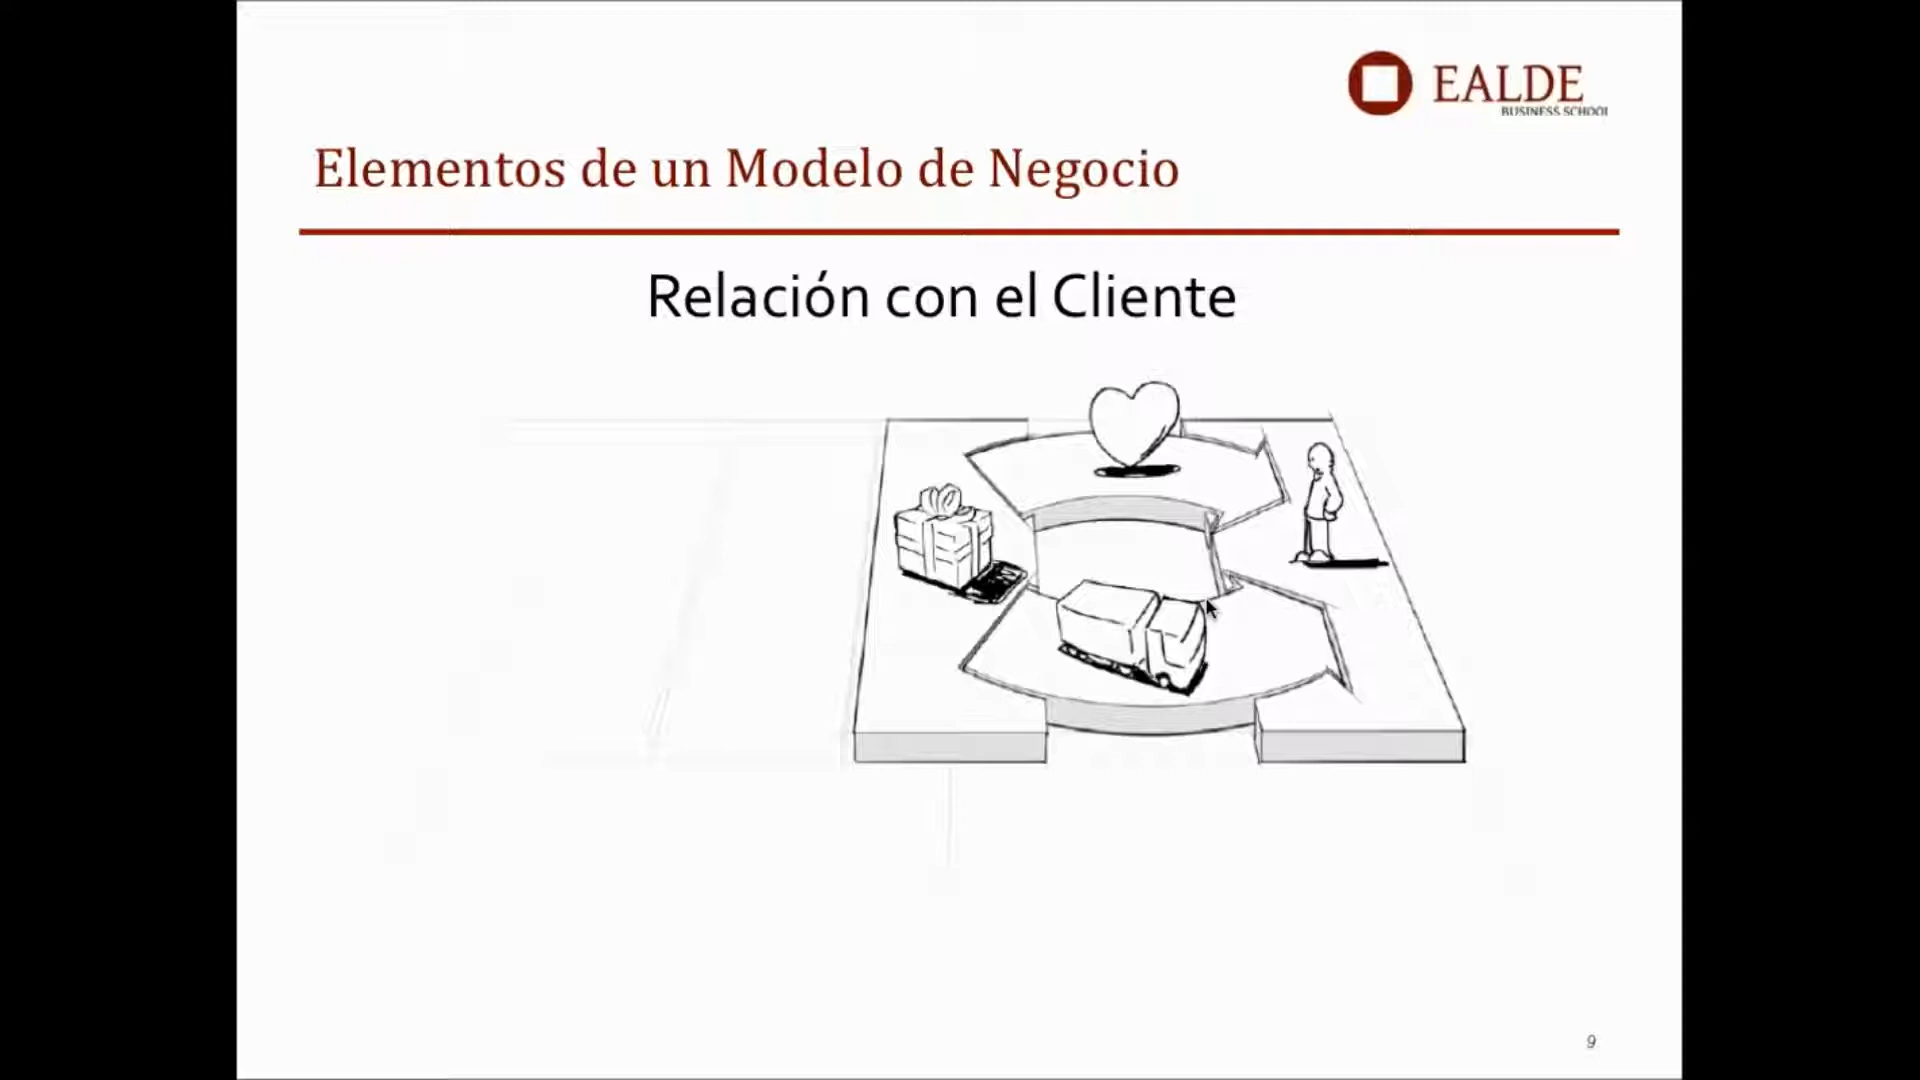 EALDE
BUSINESS SCHOOL
Elementos de un Modelo de Negocio
Relación con el Cliente
9